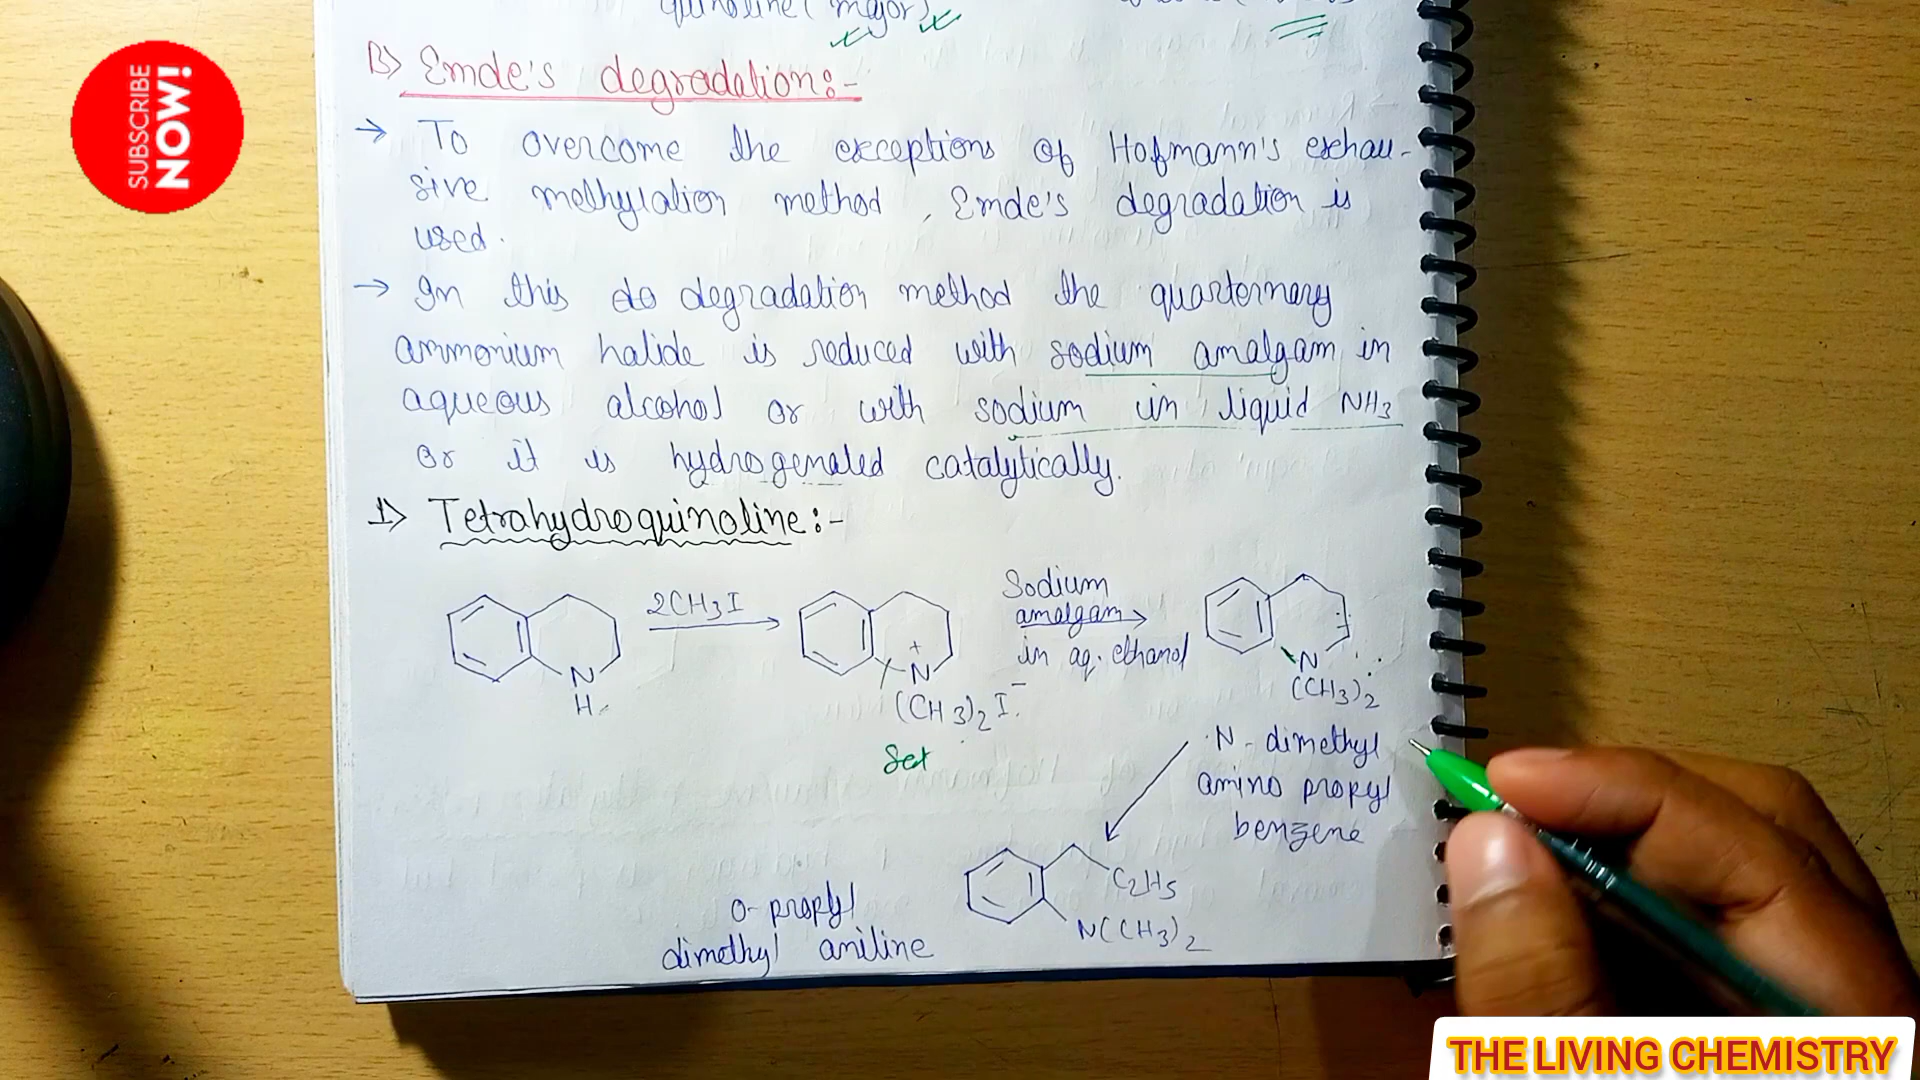 quinoline (major)
SUBSCRIBE
NOW!
B) Emde's degradation:-
→ To overcome the exceptions of Hofmann's exhau-
sive methylation method, Emde's degradation is
used.
→ In this do degradation method the quarternary
ammonium halide is reduced with sodium amalgam in
aqueous alcohol or with sodium in liquid NH3
or it is hydrogenated catalytically.
1) Tetrahydroquinoline:-
N
H
2CH3I
+
N
(CH3)2 I-
Sodium
amalgam
in aq. ethanol
N
(CH3)2
N-dimethyl
amino propyl
benzene
C2H5
N(CH3)2
o-propyl
dimethyl aniline
THE LIVING CHEMISTRY